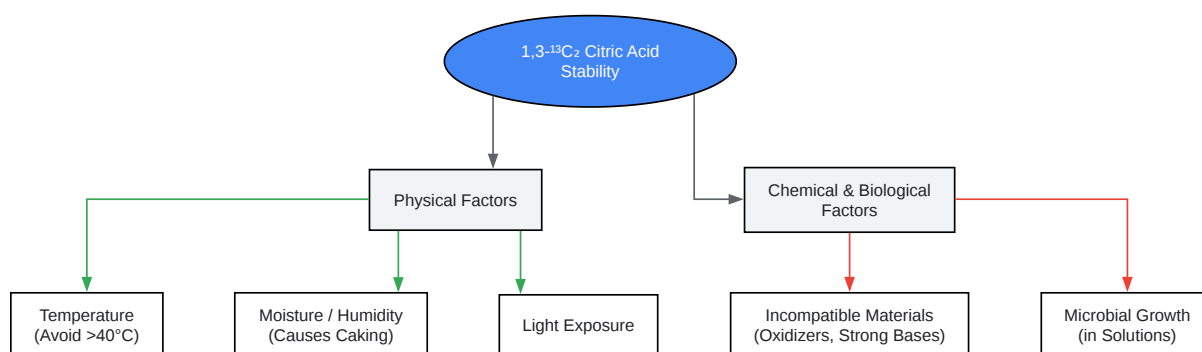 1,3-¹³C₂ Citric Acid
Stability
Physical Factors
Chemical & Biological
Factors
Temperature
(Avoid >40°C)
Moisture / Humidity
(Causes Caking)
Light Exposure
Incompatible Materials
(Oxidizers, Strong Bases)
Microbial Growth
(in Solutions)